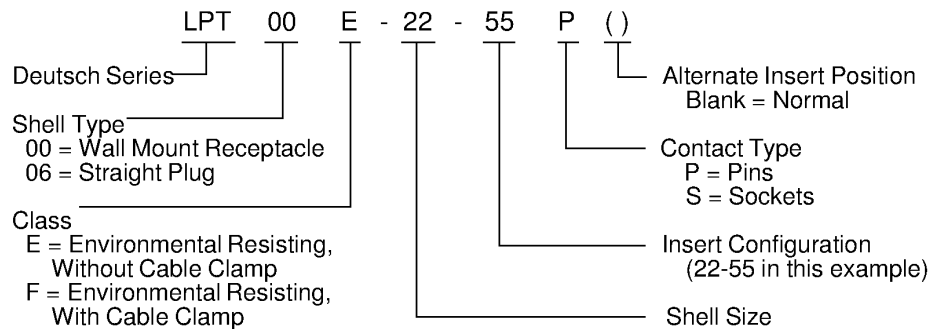 LPT 00 E - 22 - 55 P ( )
Deutsch Series
Shell Type
00 = Wall Mount Receptacle
06 = Straight Plug
Class
E = Environmental Resisting,
Without Cable Clamp
F = Environmental Resisting,
With Cable Clamp
Alternate Insert Position
Blank = Normal
Contact Type
P = Pins
S = Sockets
Insert Configuration
(22-55 in this example)
Shell Size